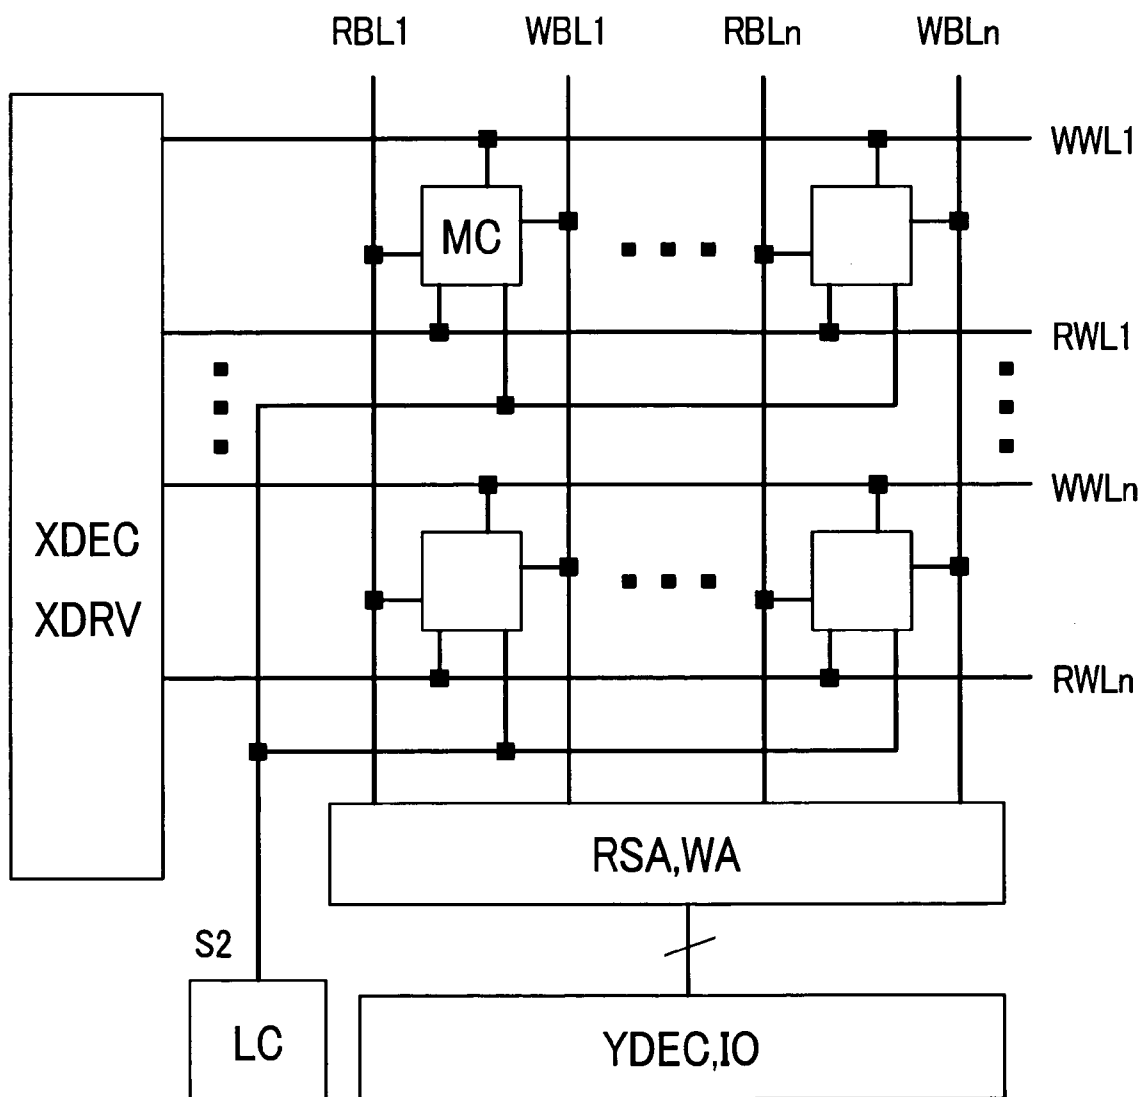 RBL1 WBL1 RBLn WBLn
WWL1
MC
RWL1
WWLn
XDEC
XDRV
RWLn
RSA,WA
S2
LC
YDEC,IO